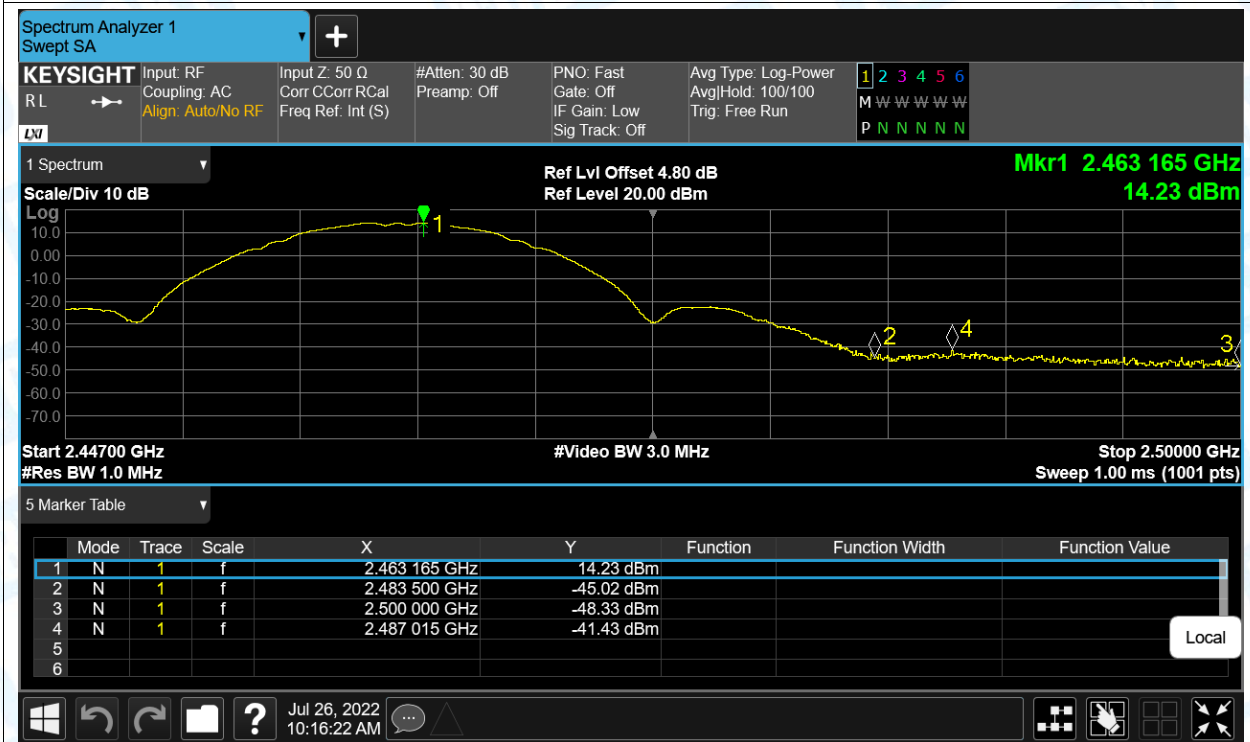 Spectrum Analyzer 1
Swept SA
▼
+
KEYSIGHT
R L
LXI
Input: RF
Coupling: AC
Align: Auto/No RF
Input Z: 50 Ω
Corr CCorr RCal
Freq Ref: Int (S)
#Atten: 30 dB
Preamp: Off
PNO: Fast
Gate: Off
IF Gain: Low
Sig Track: Off
Avg Type: Log-Power
Avg|Hold: 100/100
Trig: Free Run
1 2 3 4 5 6
M W W W W W
P N N N N N
1 Spectrum ▼
Scale/Div 10 dB
Ref Lvl Offset 4.80 dB
Ref Level 20.00 dBm
Mkr1 2.463 165 GHz
14.23 dBm
Log
10.0
0.00
-10.0
-20.0
-30.0
-40.0
-50.0
-60.0
-70.0
1
2
4
3
Start 2.44700 GHz
#Res BW 1.0 MHz
#Video BW 3.0 MHz
Stop 2.50000 GHz
Sweep 1.00 ms (1001 pts)
5 Marker Table ▼
Mode Trace Scale X Y Function Function Width Function Value
1 N 1 f 2.463 165 GHz 14.23 dBm
2 N 1 f 2.483 500 GHz -45.02 dBm
3 N 1 f 2.500 000 GHz -48.33 dBm
4 N 1 f 2.487 015 GHz -41.43 dBm
5
6
Local
?
Jul 26, 2022
10:16:22 AM